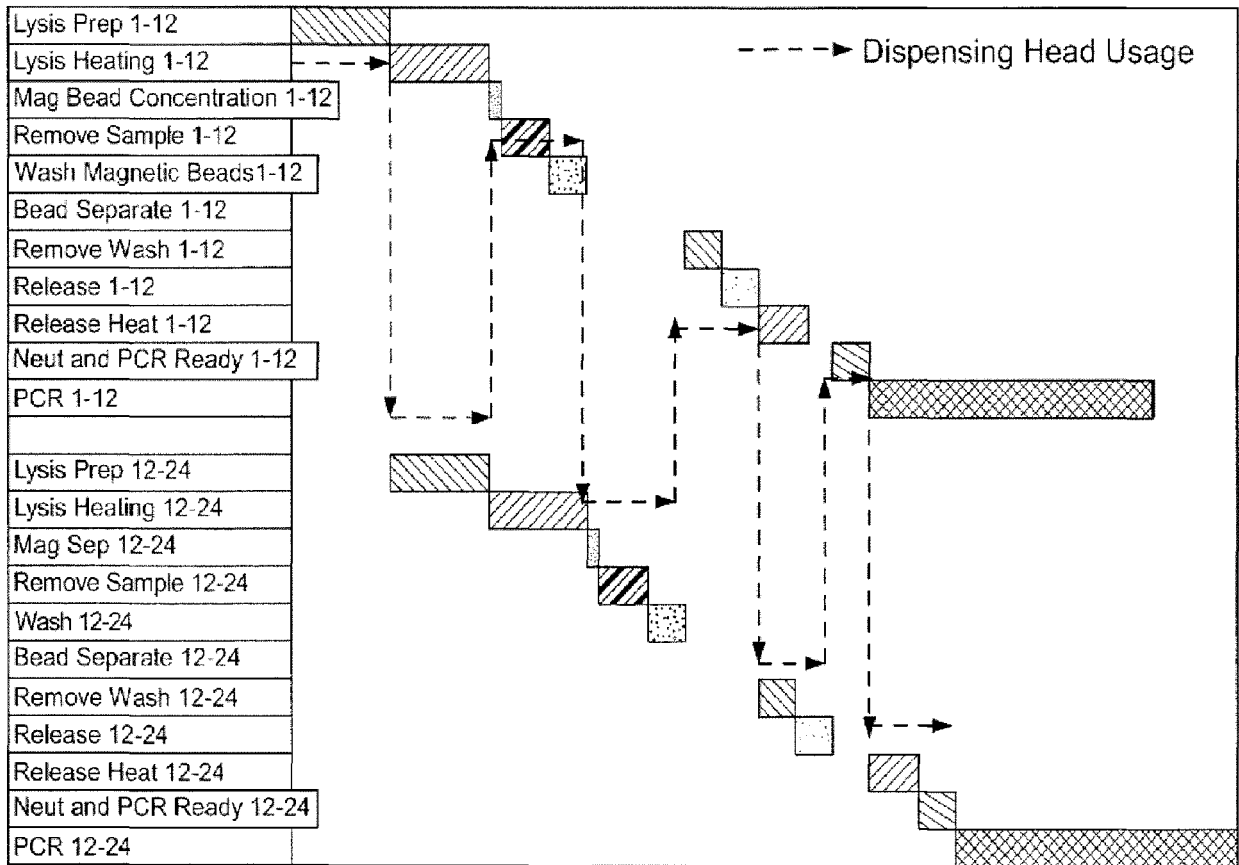 Lysis Prep 1-12
Lysis Heating 1-12
Dispensing Head Usage
Mag Bead Concentration 1-12
Remove Sample 1-12
Wash Magnetic Beads1-12
Bead Separate 1-12
Remove Wash 1-12
Release 1-12
Release Heat 1-12
Neut and PCR Ready 1-12
PCR 1-12
Lysis Prep 12-24
Lysis Heating 12-24
Mag Sep 12-24
Remove Sample 12-24
Wash 12-24
Bead Separate 12-24
Remove Wash 12-24
Release 12-24
Release Heat 12-24
Neut and PCR Ready 12-24
PCR 12-24